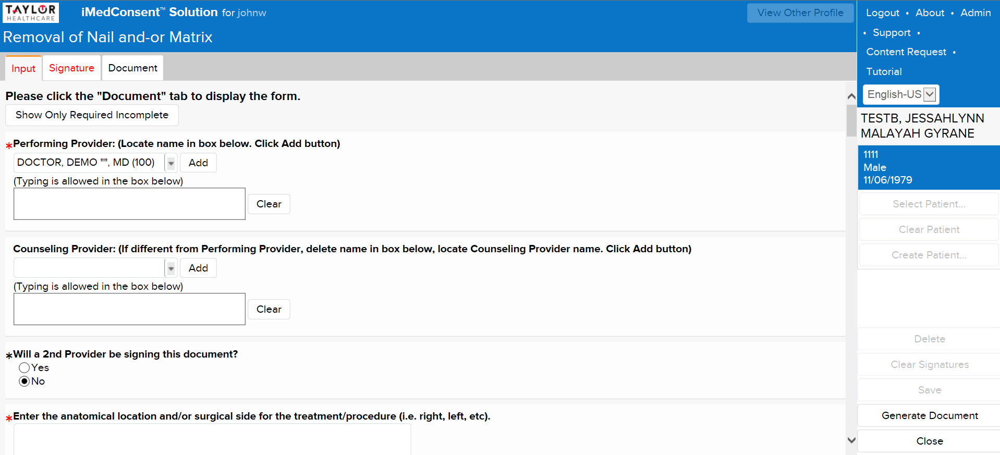 TAYLOR
HEALTHCARE
iMedConsent™ Solution for johnw
View Other Profile
Removal of Nail and-or Matrix
Logout • About • Admin
• Support •
Content Request •
Tutorial
English-US
Input
Signature
Document
Please click the "Document" tab to display the form.
Show Only Required Incomplete
*Performing Provider: (Locate name in box below. Click Add button)
DOCTOR, DEMO "", MD (100)
Add
(Typing is allowed in the box below)
Clear
Counseling Provider: (If different from Performing Provider, delete name in box below, locate Counseling Provider name. Click Add button)
Add
(Typing is allowed in the box below)
Clear
*Will a 2nd Provider be signing this document?
Yes
No
*Enter the anatomical location and/or surgical side for the treatment/procedure (i.e. right, left, etc).
TESTB, JESSAHLYNN
MALAYAH GYRANE
1111
Male
11/06/1979
Select Patient...
Clear Patient
Create Patient...
Delete
Clear Signatures
Save
Generate Document
Close